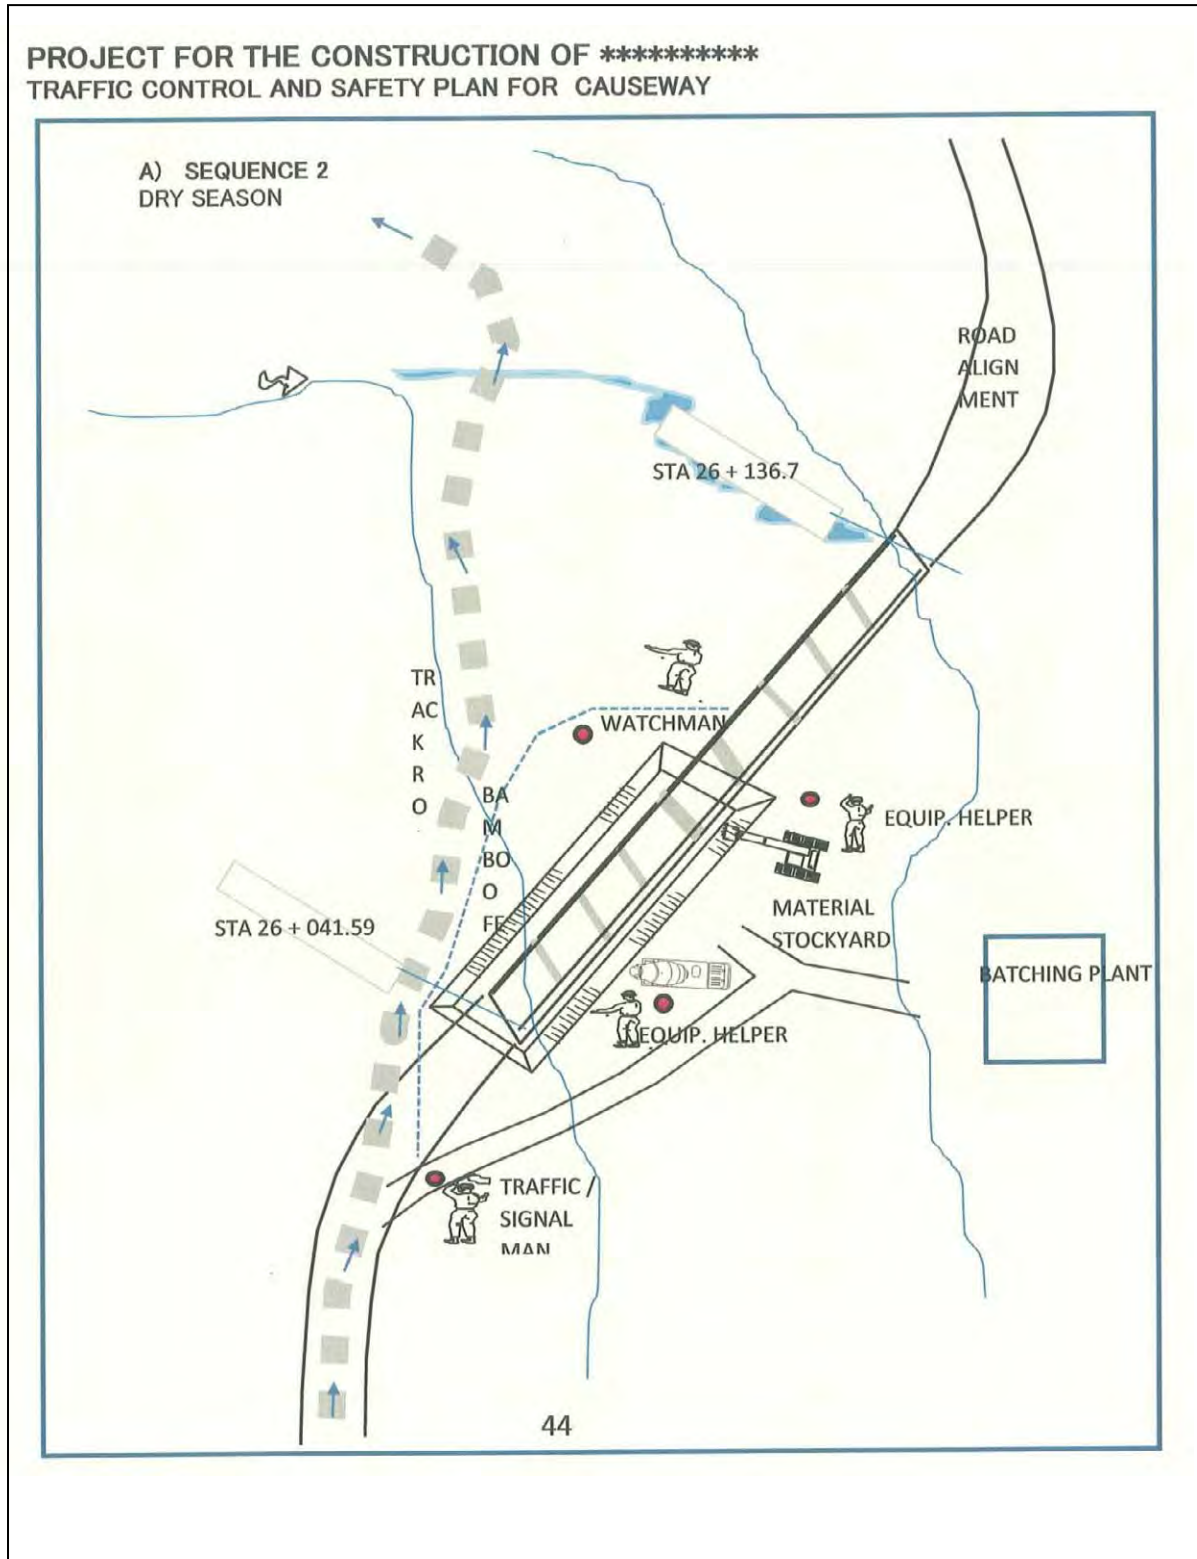 PROJECT FOR THE CONSTRUCTION OF **********
TRAFFIC CONTROL AND SAFETY PLAN FOR CAUSEWAY
A) SEQUENCE 2
DRY SEASON
ROAD
ALIGN
MENT
STA 26 + 136.7
TR
AC
K
R
O
WATCHMAN
BA
M
BO
O
FE
EQUIP. HELPER
MATERIAL
STOCKYARD
STA 26 + 041.59
BATCHING PLANT
EQUIP. HELPER
TRAFFIC /
SIGNAL
MAN
44